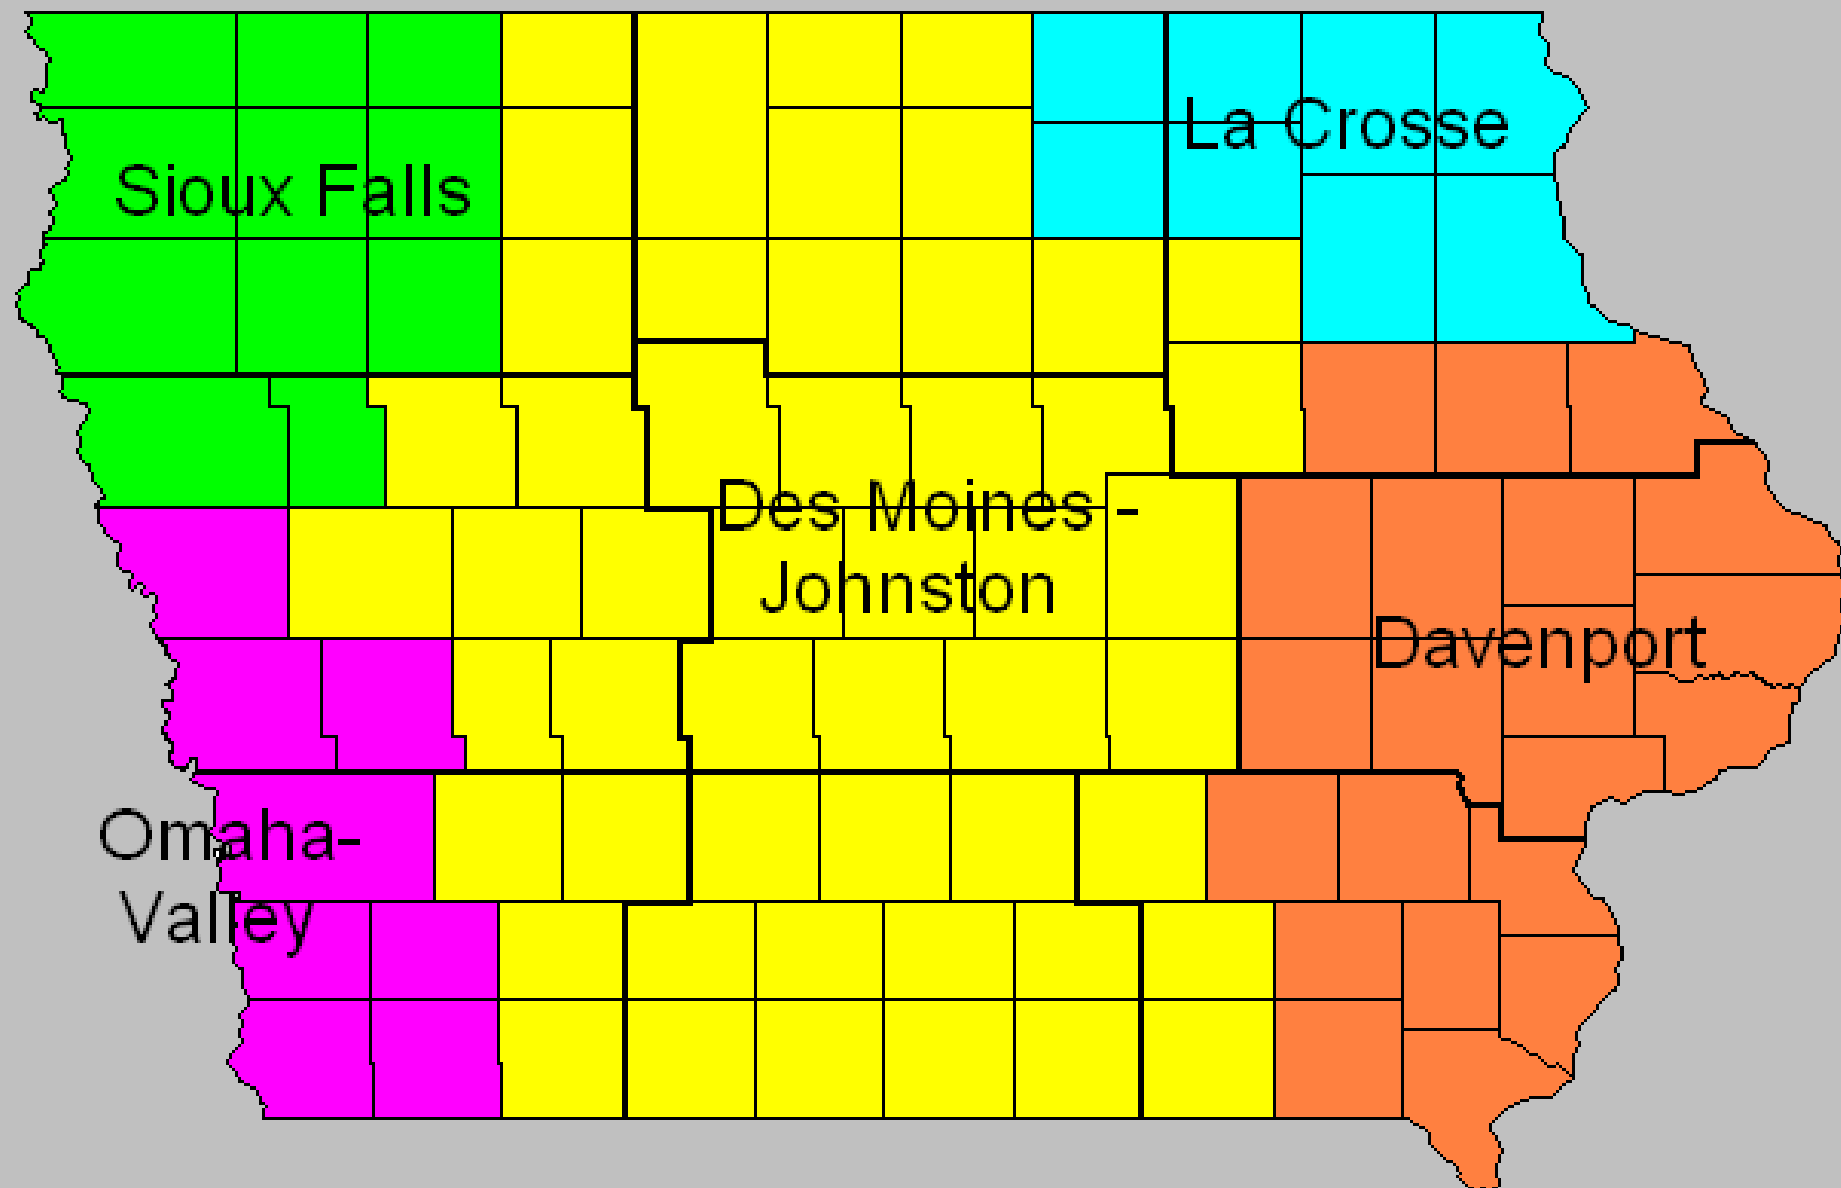 La Crosse
Sioux Falls
Des Moines -
Johnston
Davenport
Omaha-
Valley